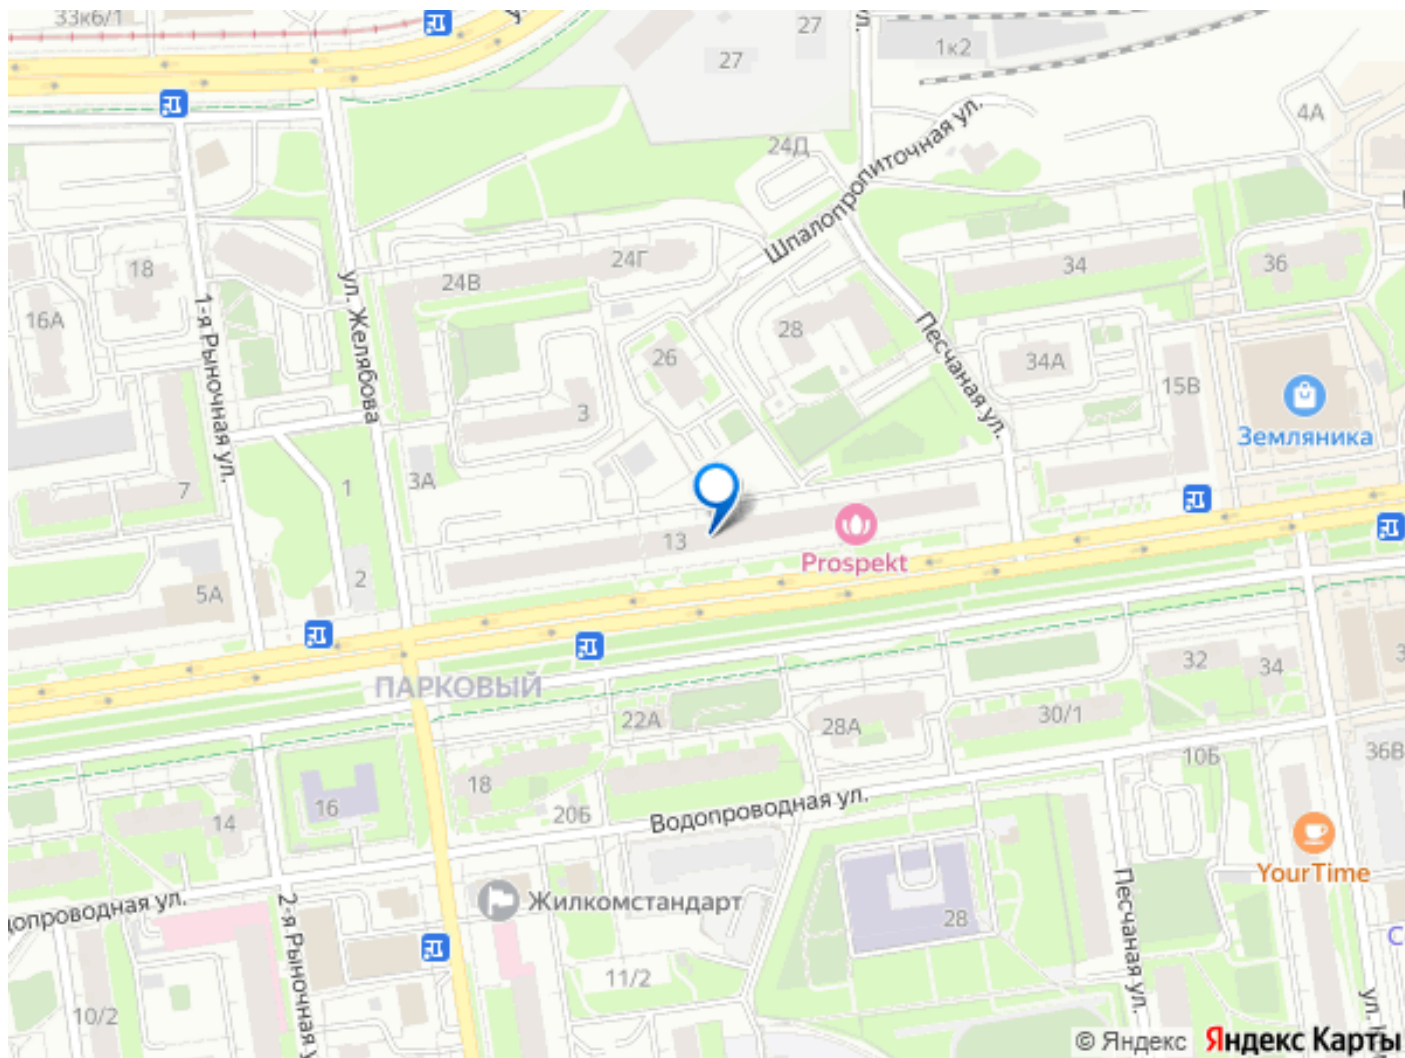 33к6/1
27
27
1к2
4А
24Д
Шпалопропиточная ул.
18
24В
24Г
34
36
16А
1-я Рыночная ул.
ул. Желябова
28
26
Песчаная ул.
34А
15В
3
Земляника
7
1
3А
13
Prospekt
2
5А
ПАРКОВЫЙ
22А
28А
30/1
32
34
10Б
36В
18
16
20Б
14
Водопроводная ул.
YourTime
Жилкомстандарт
28
Песчаная ул.
2-я Рыночная у
допроводная ул.
11/2
10/2
ул. К
© Яндекс Яндекс Карты